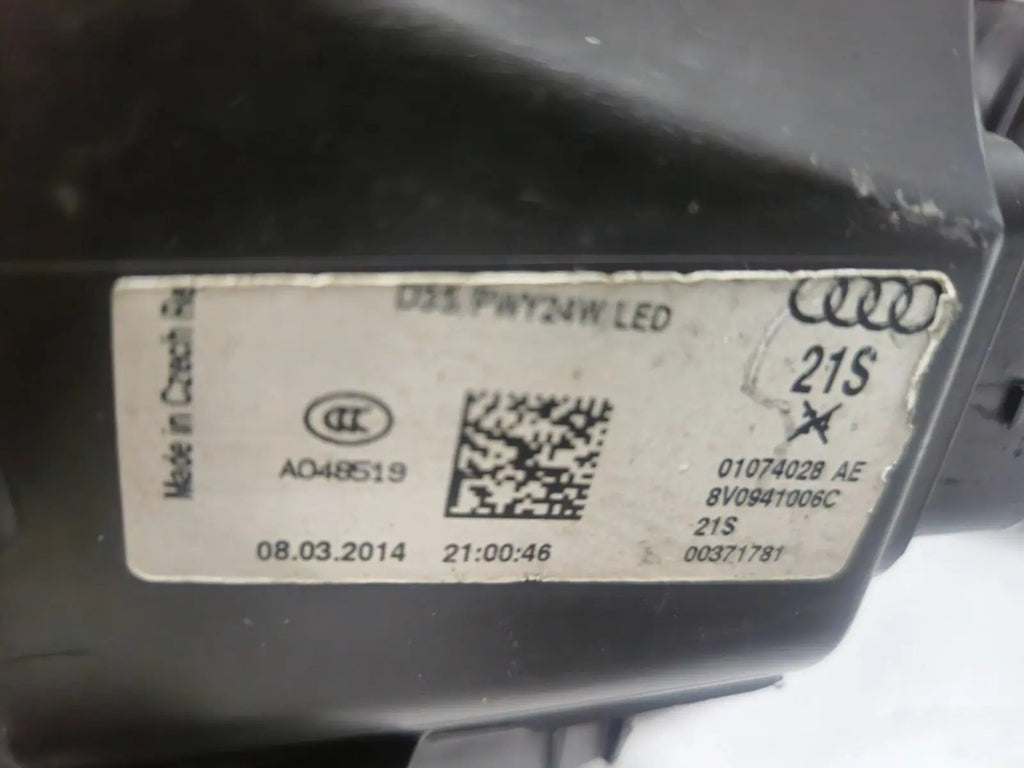 Made in Czech Re
D3S/PWY24W/LED
21S
A048519
01074028 AE
8V0941006C
21S
00371781
08.03.2014 21:00:46